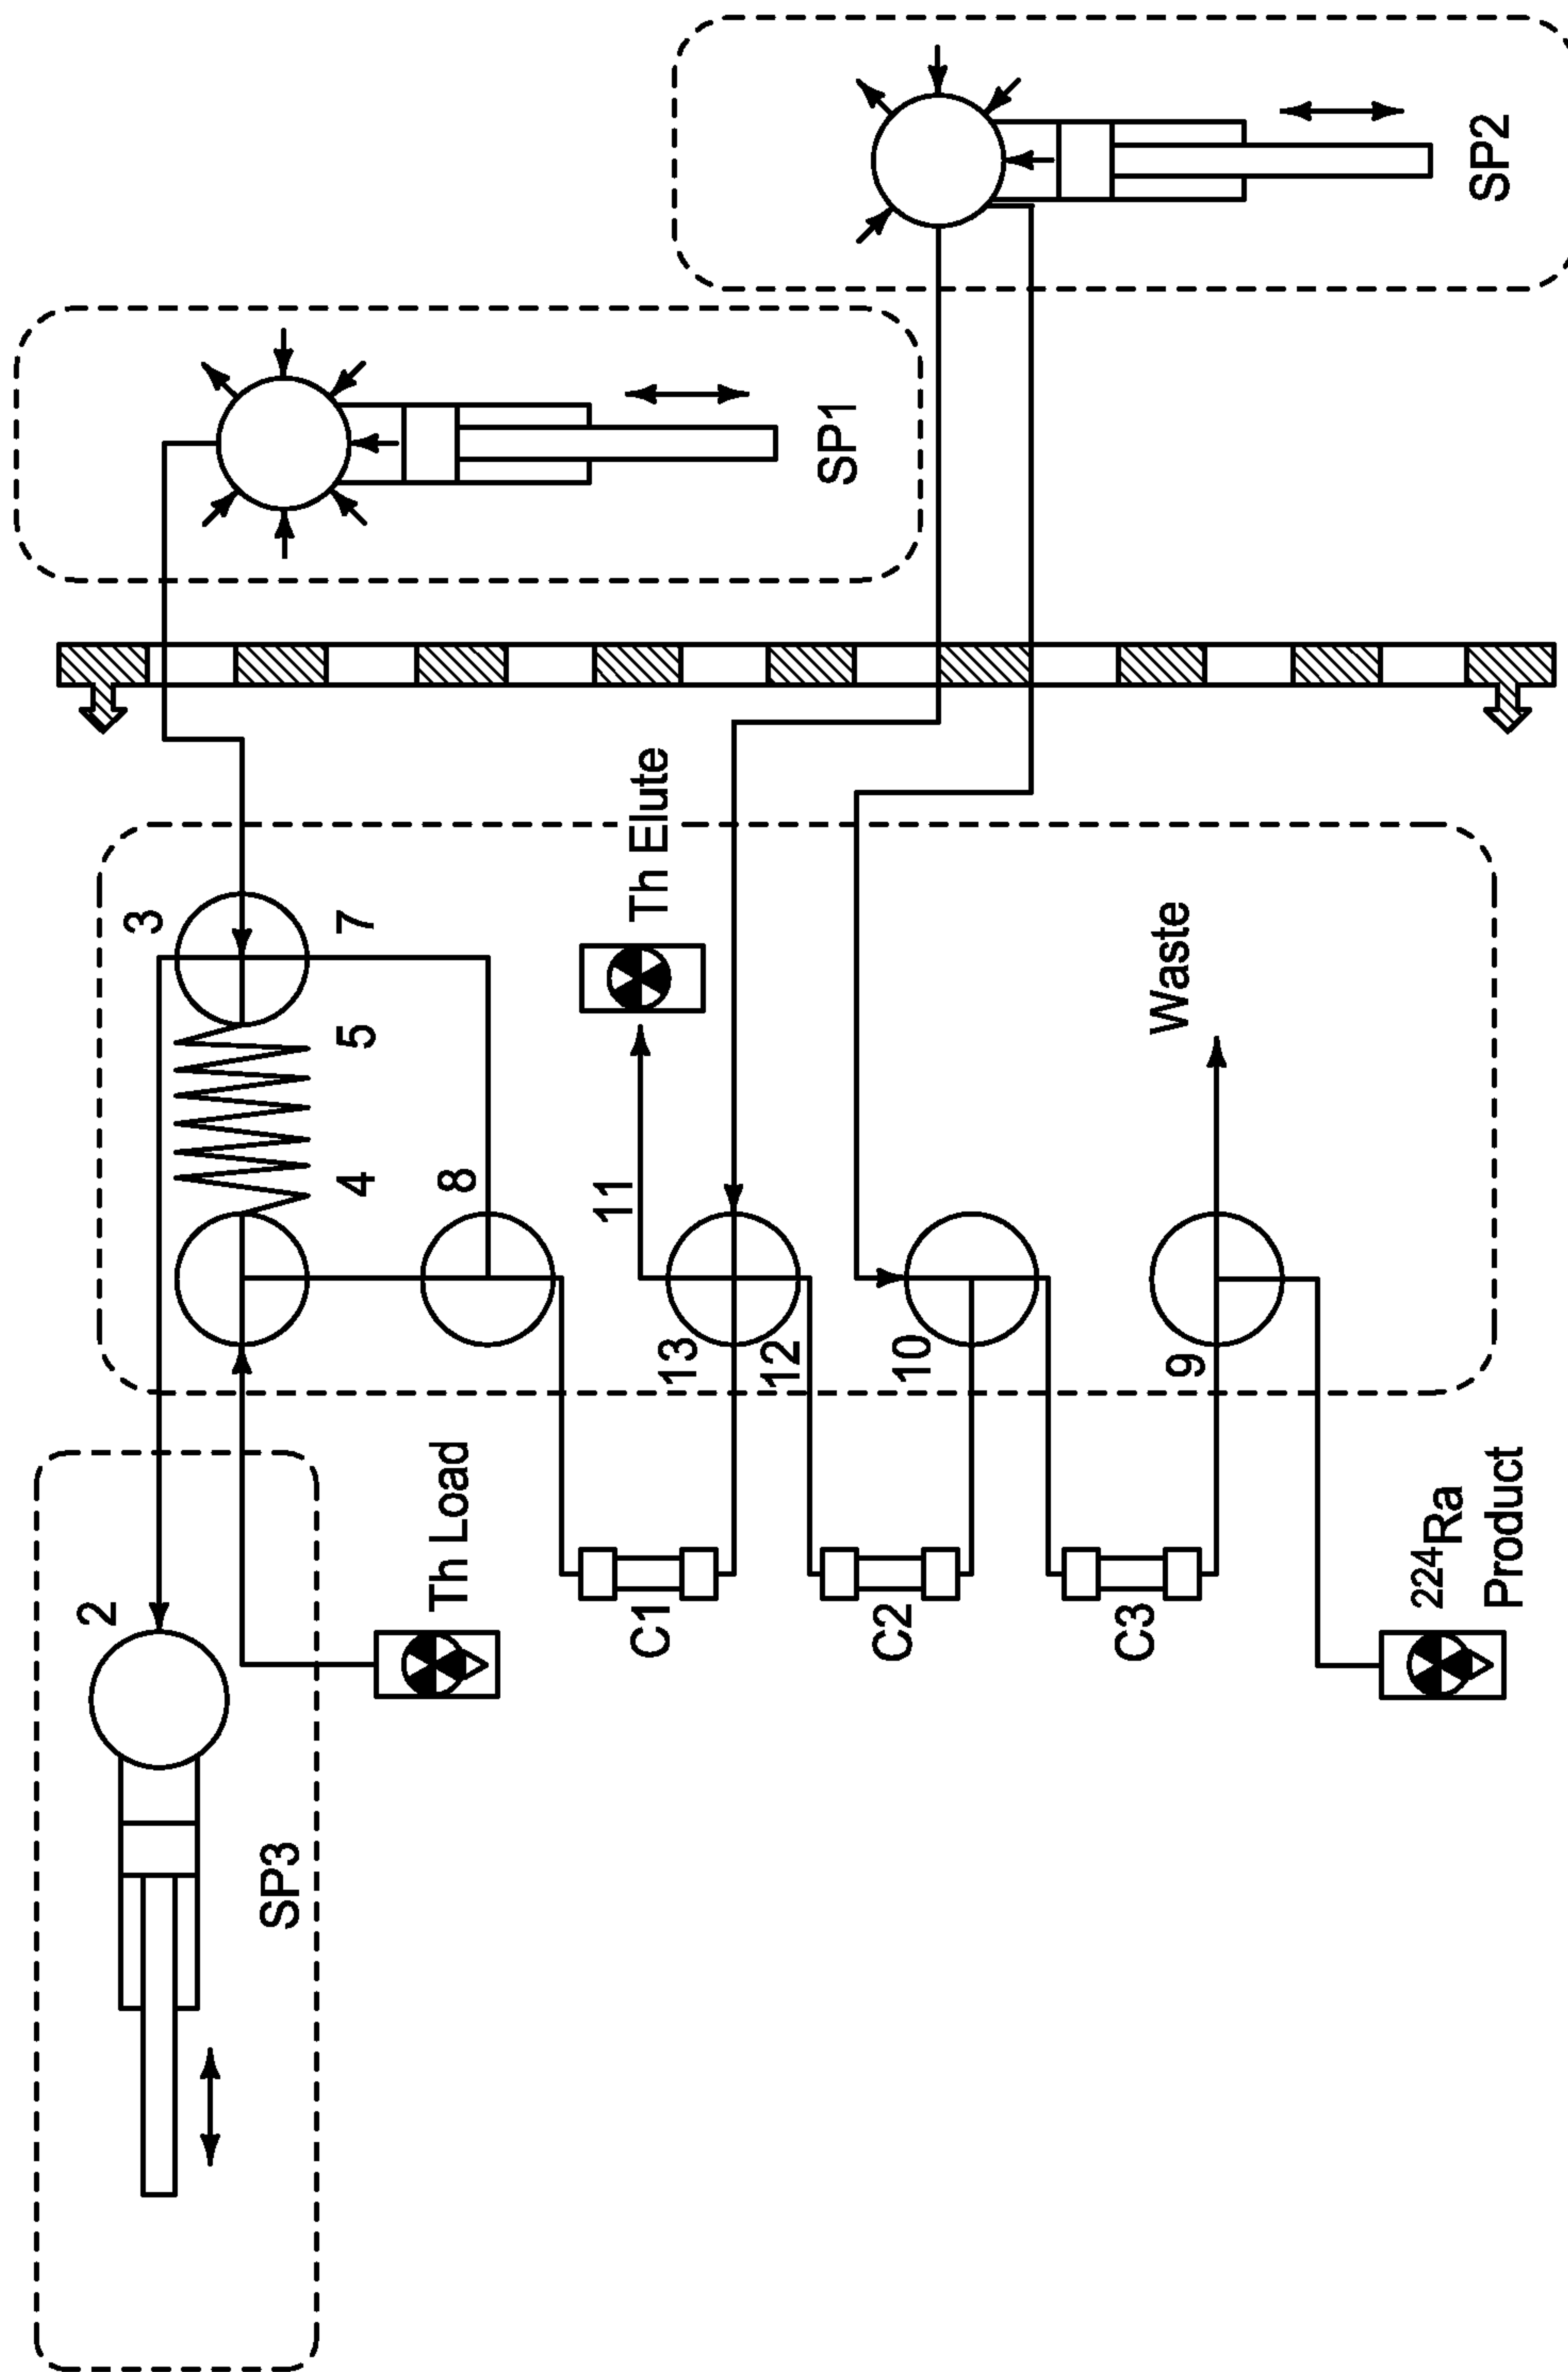 SP2
SP1
3
7
Th Elute
Waste
5
4
8
11
13
12
10
9
2
Th Load
SP3
C1
C2
C3
²²⁴Ra
Product